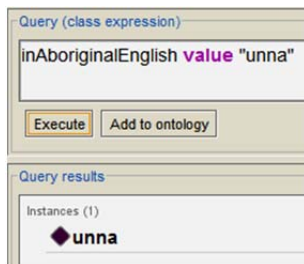 Query (class expression)
inAboriginalEnglish value "unna"
Execute Add to ontology
Query results
Instances (1)
unna